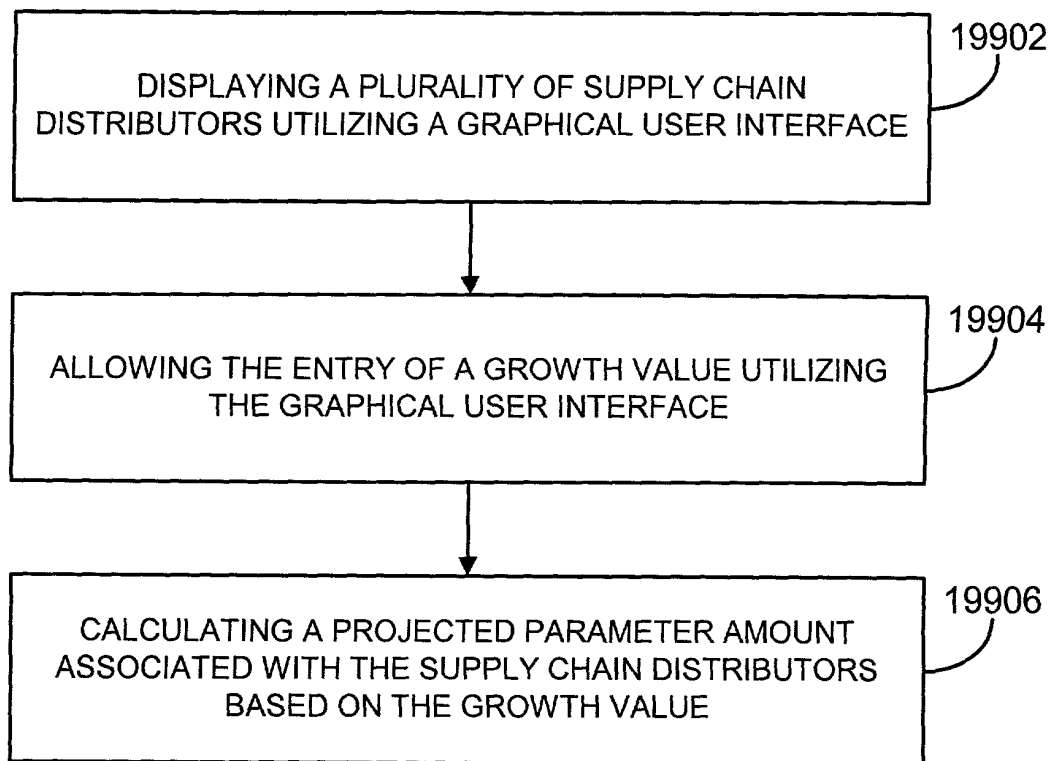 19902
DISPLAYING A PLURALITY OF SUPPLY CHAIN
DISTRIBUTORS UTILIZING A GRAPHICAL USER INTERFACE
19904
ALLOWING THE ENTRY OF A GROWTH VALUE UTILIZING
THE GRAPHICAL USER INTERFACE
19906
CALCULATING A PROJECTED PARAMETER AMOUNT
ASSOCIATED WITH THE SUPPLY CHAIN DISTRIBUTORS
BASED ON THE GROWTH VALUE